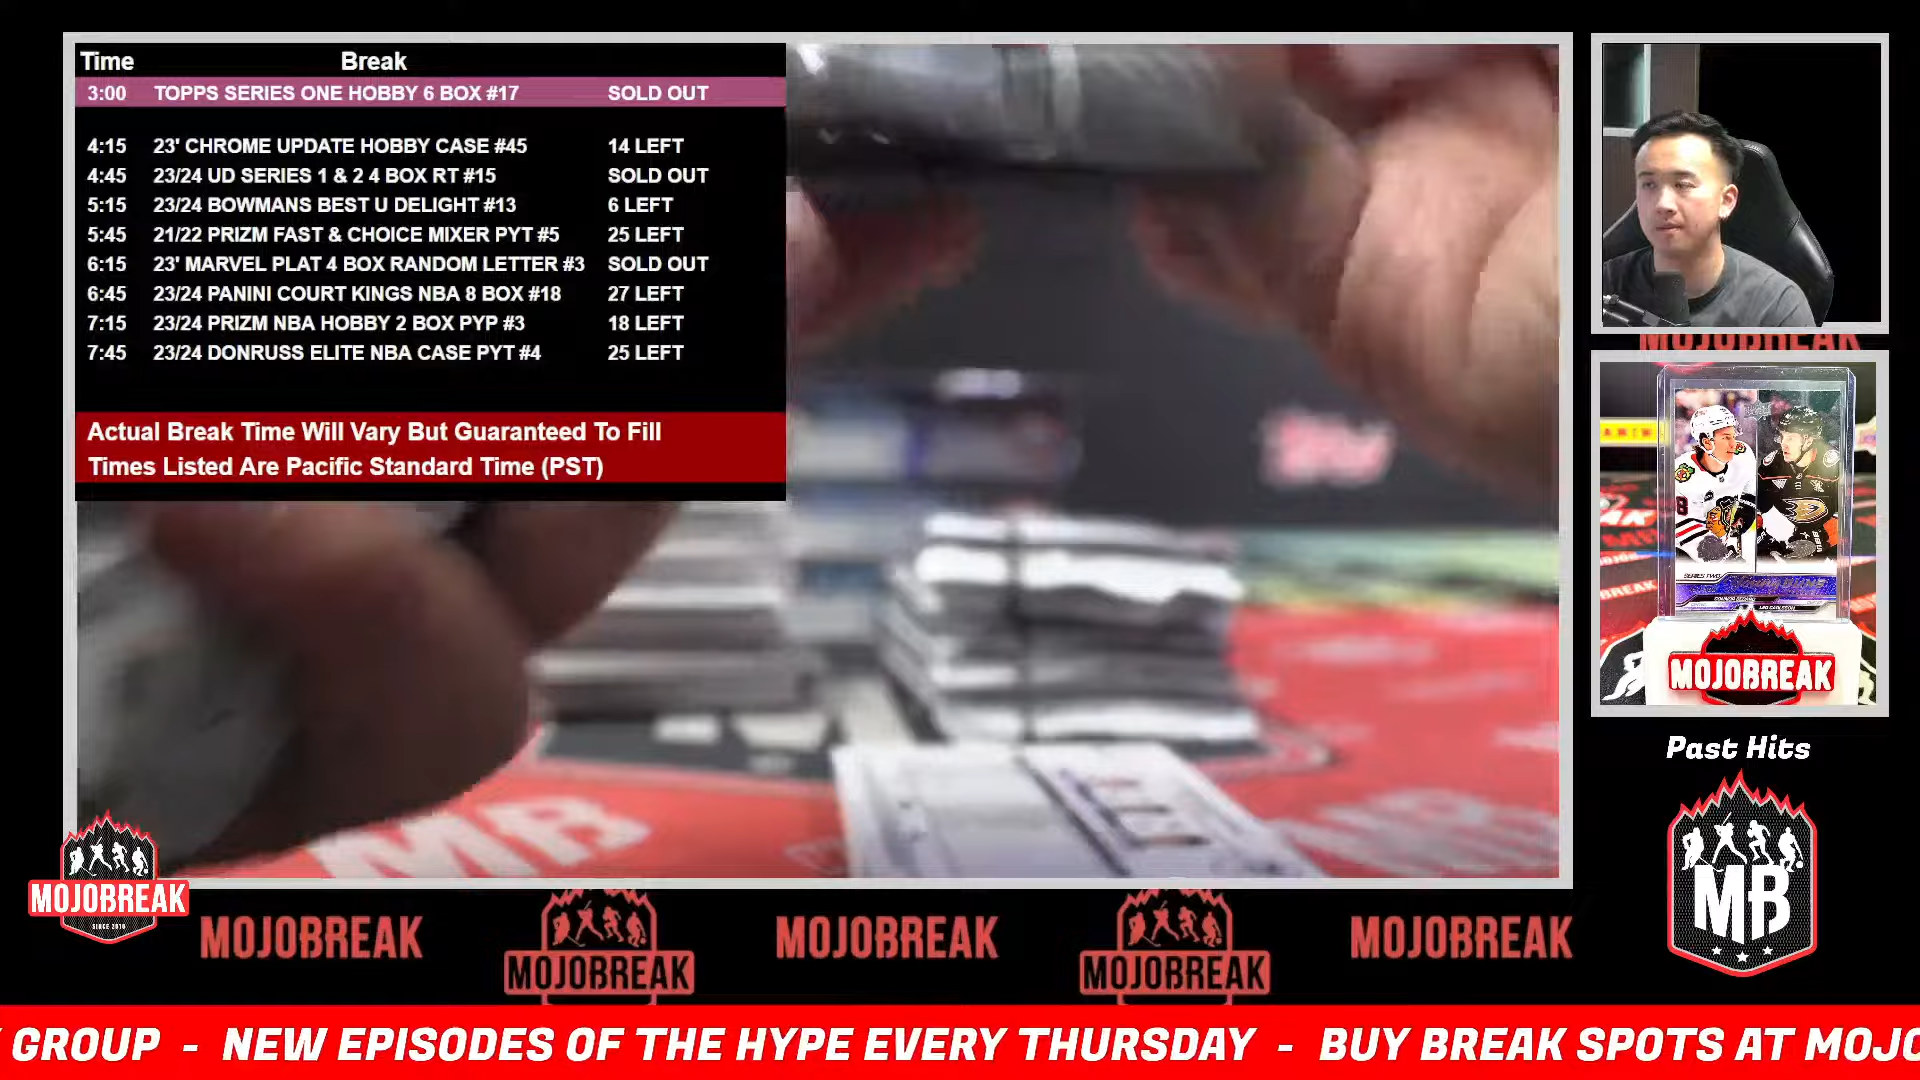 Time Break
3:00 TOPPS SERIES ONE HOBBY 6 BOX #17 SOLD OUT
4:15 23' CHROME UPDATE HOBBY CASE #45 14 LEFT
4:45 23/24 UD SERIES 1 & 2 4 BOX RT #15 SOLD OUT
5:15 23/24 BOWMANS BEST U DELIGHT #13 6 LEFT
5:45 21/22 PRIZM FAST & CHOICE MIXER PYT #5 25 LEFT
6:15 23' MARVEL PLAT 4 BOX RANDOM LETTER #3 SOLD OUT
6:45 23/24 PANINI COURT KINGS NBA 8 BOX #18 27 LEFT
7:15 23/24 PRIZM NBA HOBBY 2 BOX PYP #3 18 LEFT
7:45 23/24 DONRUSS ELITE NBA CASE PYT #4 25 LEFT
Actual Break Time Will Vary But Guaranteed To Fill
Times Listed Are Pacific Standard Time (PST)
MOJOBREAK
PANINI
SERIES TWO
MOJOBREAK
Past Hits
MB
MB
MOJOBREAK
SINCE 2010
MOJOBREAK
MOJOBREAK
MOJOBREAK
MOJOBREAK
MOJOBREAK
GROUP - NEW EPISODES OF THE HYPE EVERY THURSDAY - BUY BREAK SPOTS AT MOJO